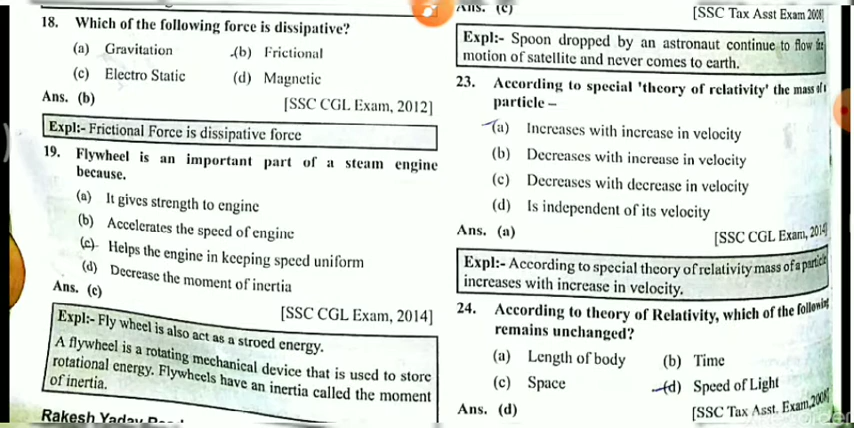 18. Which of the following force is dissipative?
(a) Gravitation (b) Frictional
(c) Electro Static (d) Magnetic
Ans. (b) [SSC CGL Exam, 2012]
Expl:- Frictional Force is dissipative force
19. Flywheel is an important part of a steam engine
because.
(a) It gives strength to engine
(b) Accelerates the speed of engine
(c) Helps the engine in keeping speed uniform
(d) Decrease the moment of inertia
Ans. (c)
[SSC CGL Exam, 2014]
Expl:- Fly wheel is also act as a stroed energy.
A flywheel is a rotating mechanical device that is used to store
rotational energy. Flywheels have an inertia called the moment
of inertia.
Rakesh Yadav
Ans. (c) [SSC Tax Asst Exam 2008]
Expl:- Spoon dropped by an astronaut continue to flow the
motion of satellite and never comes to earth.
23. According to special 'theory of relativity' the mass of
particle –
(a) Increases with increase in velocity
(b) Decreases with increase in velocity
(c) Decreases with decrease in velocity
(d) Is independent of its velocity
Ans. (a) [SSC CGL Exam, 2014]
Expl:- According to special theory of relativity mass of a particle
increases with increase in velocity.
24. According to theory of Relativity, which of the following
remains unchanged?
(a) Length of body (b) Time
(c) Space (d) Speed of Light
Ans. (d) [SSC Tax Asst. Exam, 2008]